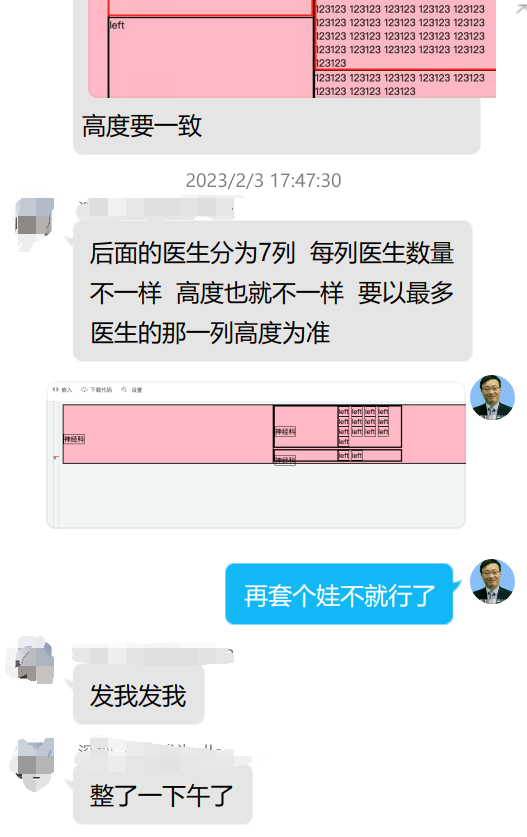 left
123123 123123 123123 123123 123123
123123 123123 123123 123123 123123
123123 123123 123123 123123 123123
123123 123123 123123 123123 123123
123123
123123 123123 123123 123123 123123
123123 123123 123123
高度要一致
2023/2/3 17:47:30
后面的医生分为7列 每列医生数量
不一样 高度也就不一样 要以最多
医生的那一列高度为准
嵌入 下载代码 设置
left left left left
left left left left
神经科 神经科 left left left left
left
神经科 left left
再套个娃不就行了
发我发我
整了一下午了